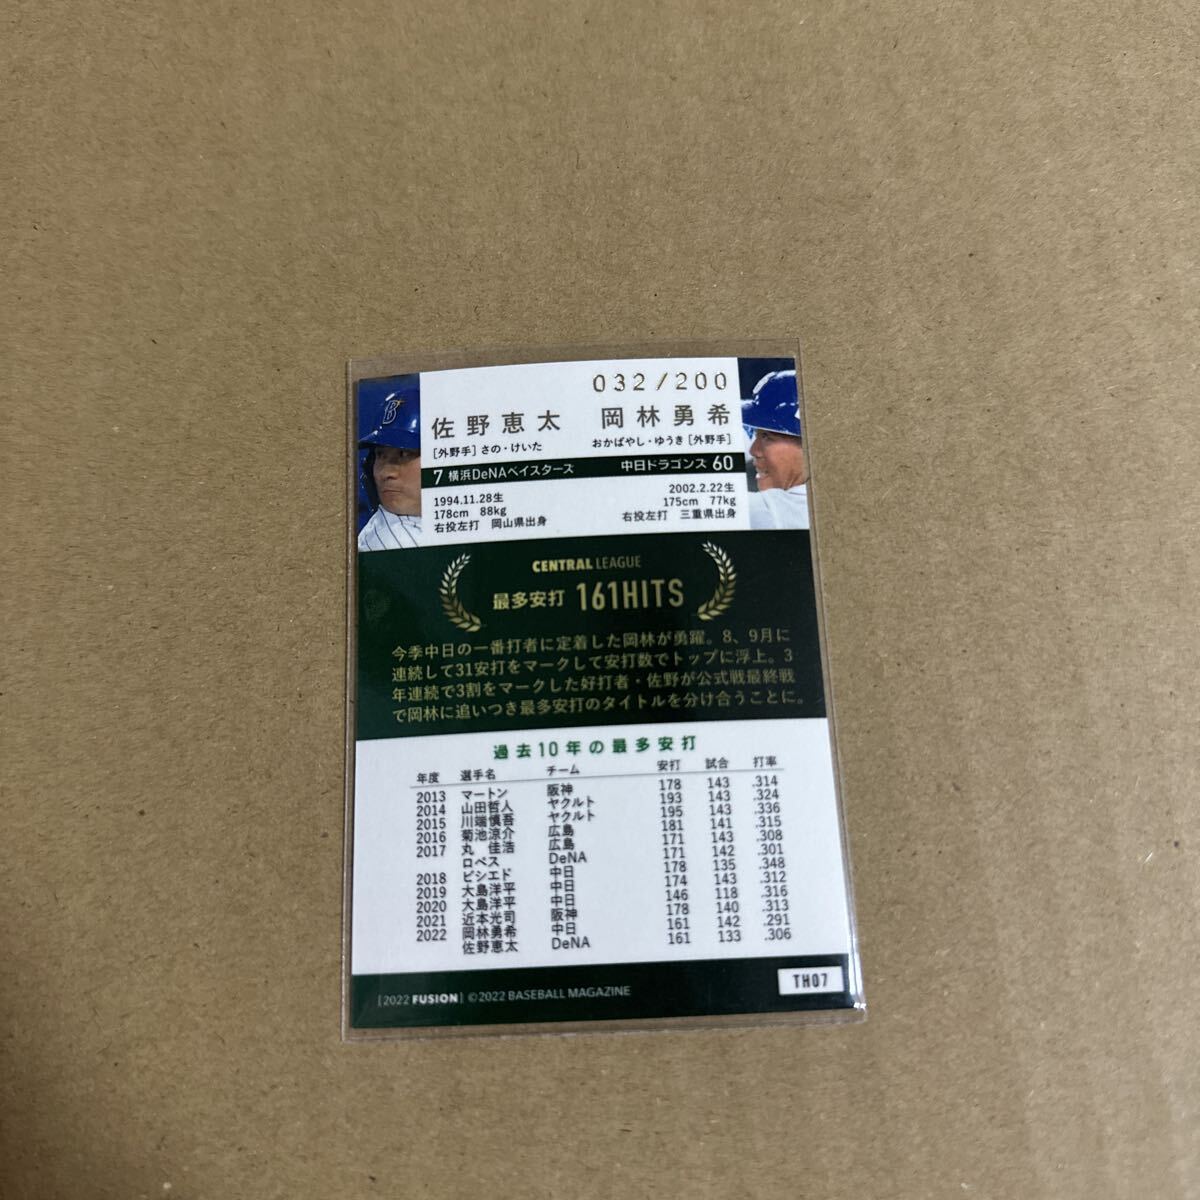 032/200
佐野恵太 岡林勇希
[外野手] さの・けいた おかばやし・ゆうき [外野手]
7 横浜DeNAベイスターズ 中日ドラゴンズ 60
1994.11.28生 2002.2.22生
178cm 88kg 175cm 77kg
右投左打 岡山県出身 右投左打 三重県出身
CENTRAL LEAGUE
最多安打 161HITS
今季中日の一番打者に定着した岡林が勇躍。8、9月に
連続して31安打をマークして安打数でトップに浮上。3
年連続で3割をマークした好打者・佐野が公式戦最終戦
で岡林に追いつき最多安打のタイトルを分け合うことに。
過去10年の最多安打
年度 選手名 チーム 安打 試合 打率
2013 マートン 阪神 178 143 .314
2014 山田哲人 ヤクルト 193 143 .324
2015 川端慎吾 ヤクルト 195 143 .336
2016 菊池涼介 広島 181 141 .315
2017 丸 佳浩 広島 171 143 .308
ロペス DeNA 171 142 .301
2018 ビシエド 中日 178 135 .348
2019 大島洋平 中日 174 143 .312
2020 大島洋平 中日 146 118 .316
2021 近本光司 阪神 178 140 .313
2022 岡林勇希 中日 161 142 .291
佐野恵太 DeNA 161 133 .306
[2022 FUSION] ©2022 BASEBALL MAGAZINE
TH07